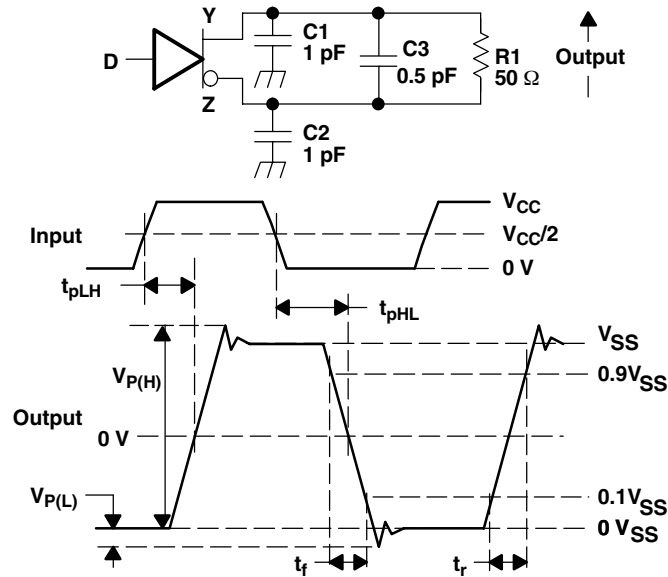 Y
C1
1 pF
C3
0.5 pF
R1
50 Ω
Output
D
Z
C2
1 pF
VCC
Input
VCC/2
0 V
tpLH
tpHL
VSS
VP(H)
0.9VSS
Output
0 V
VP(L)
0.1VSS
0 VSS
tf
tr